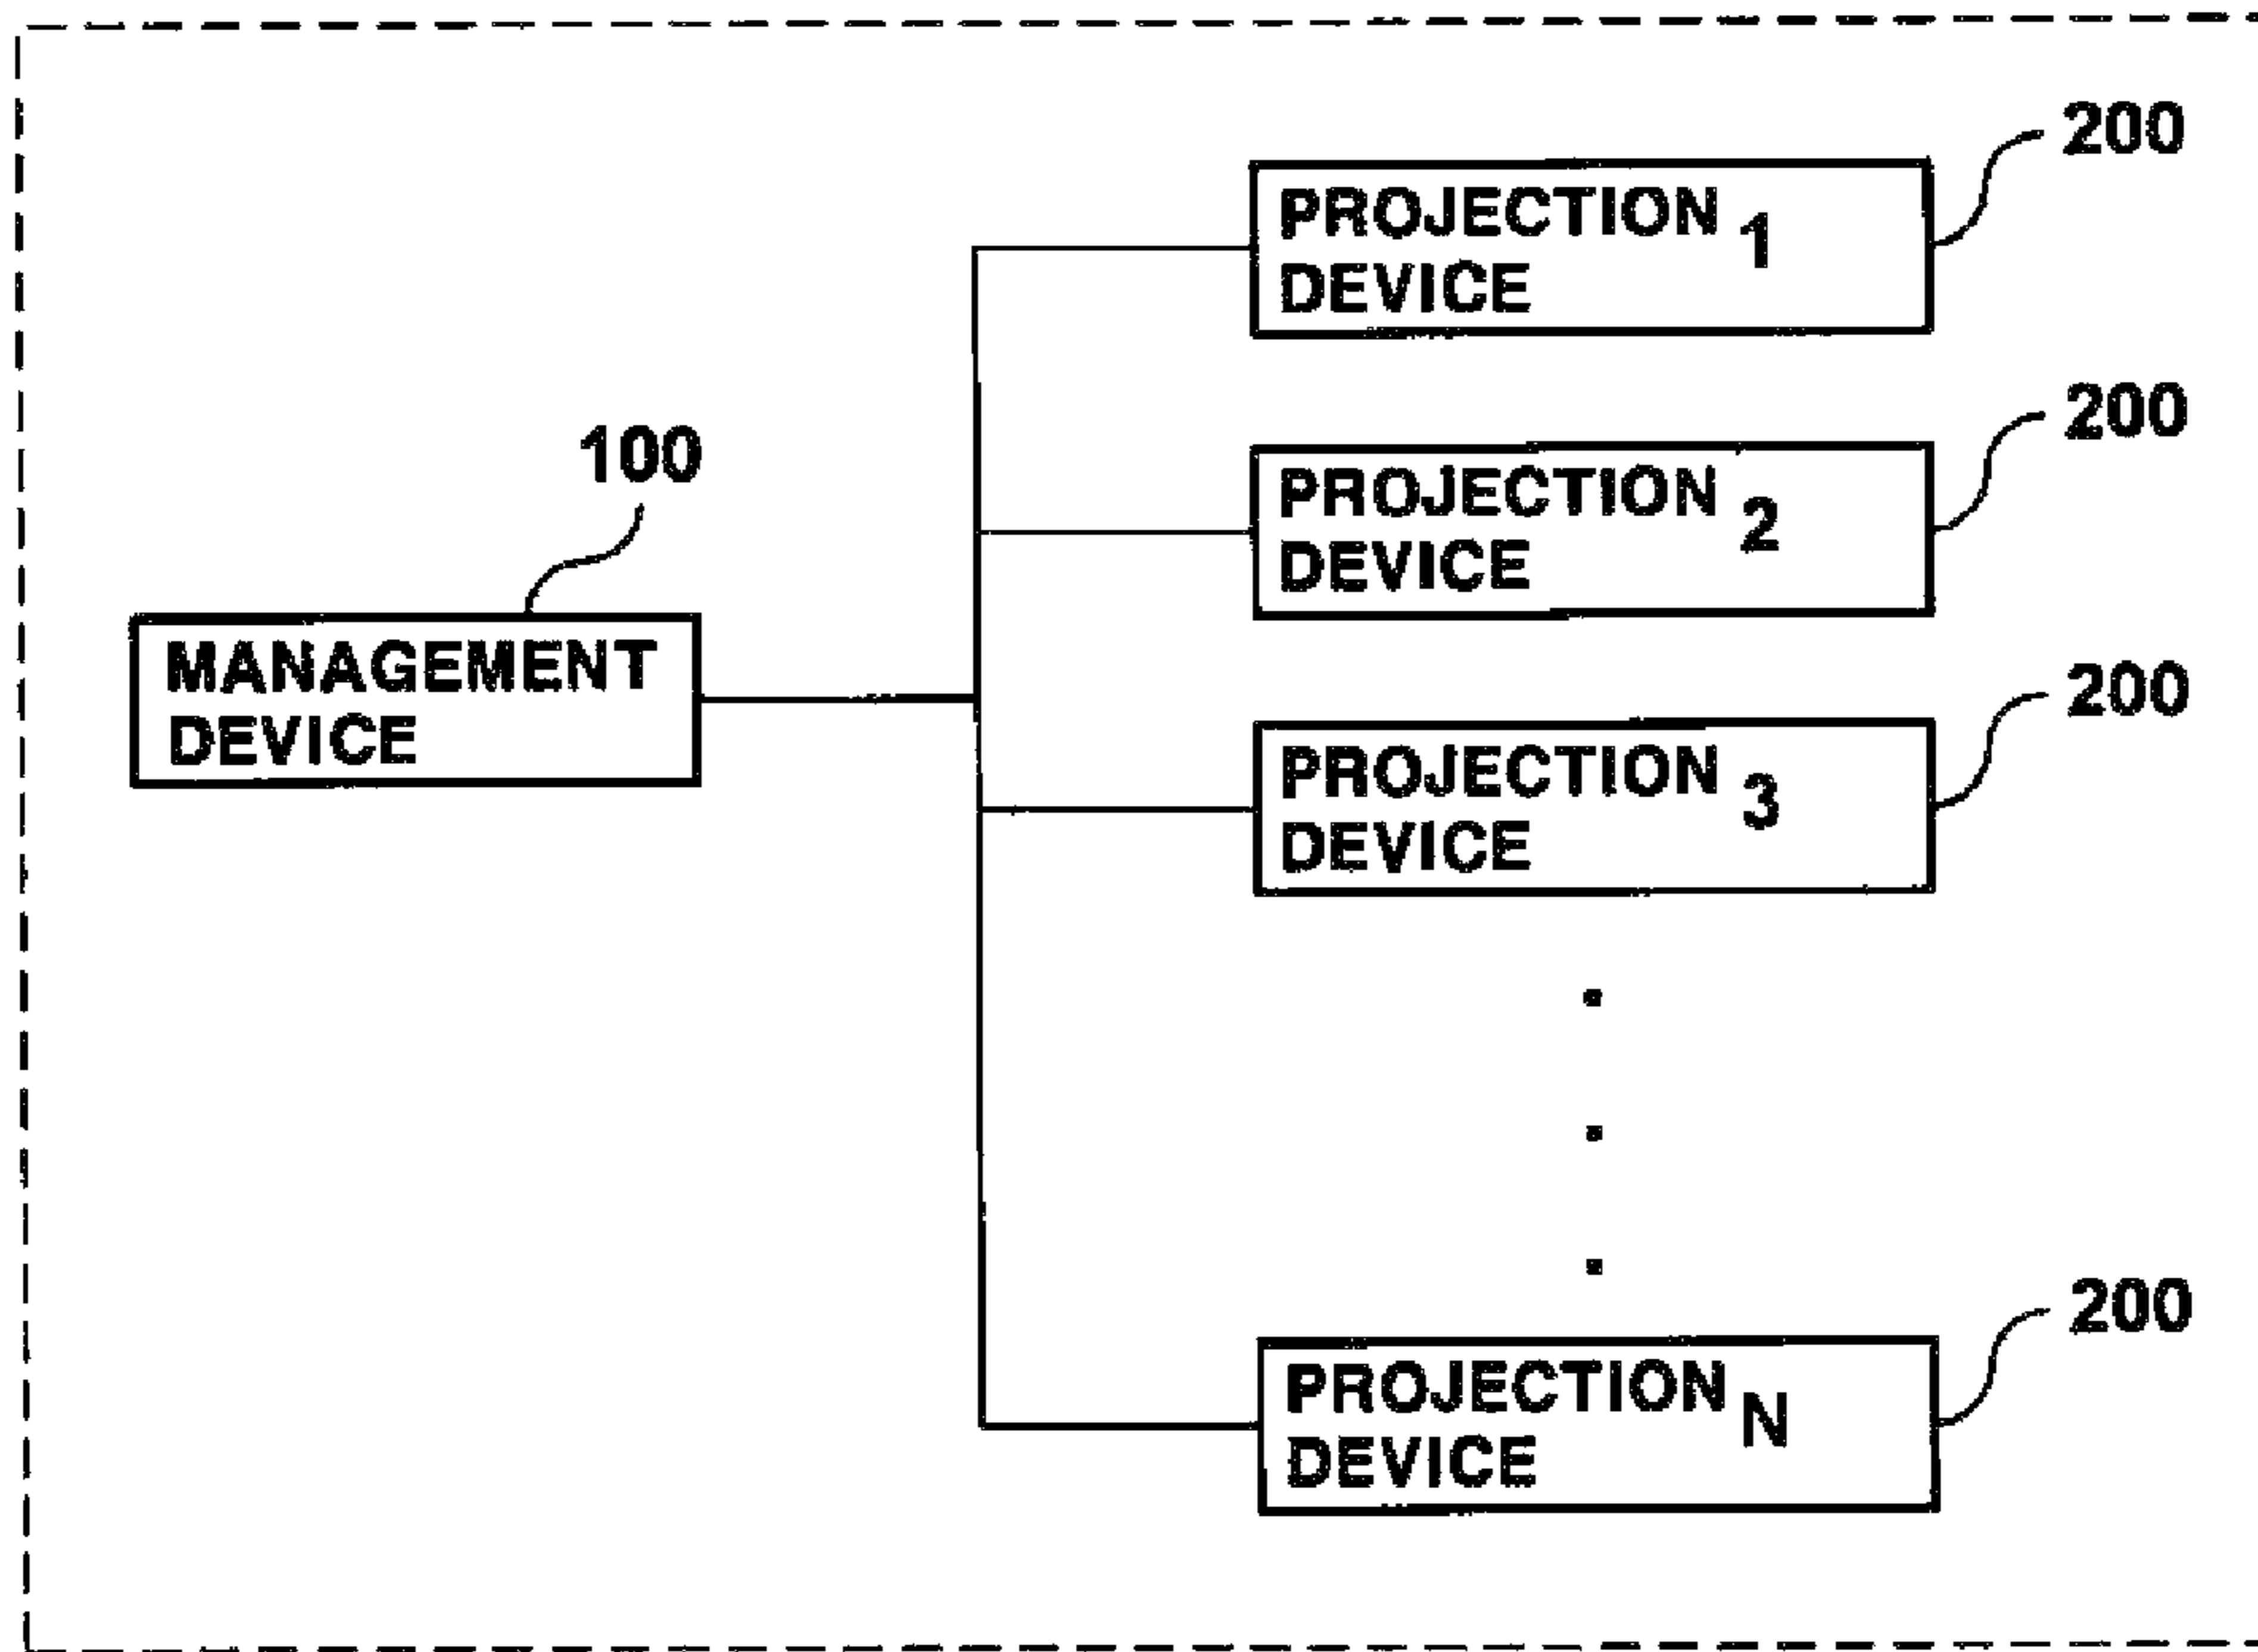 200
PROJECTION 1
DEVICE
200
PROJECTION 2
DEVICE
100
MANAGEMENT
DEVICE
200
PROJECTION 3
DEVICE
200
PROJECTION N
DEVICE